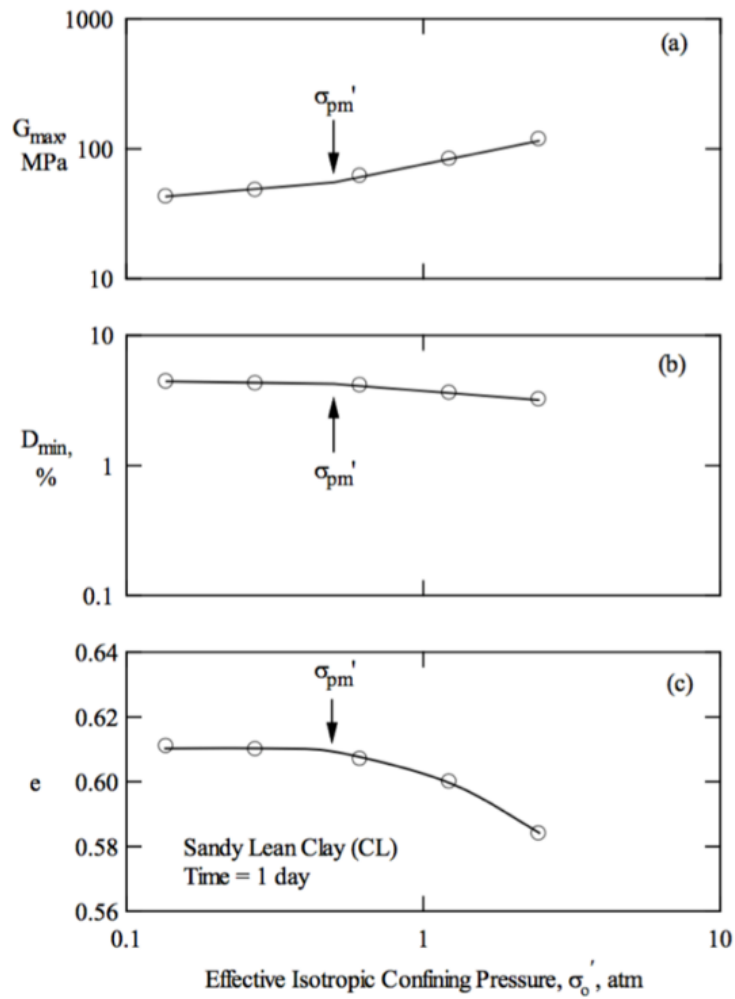 1000
(a)
σpm'
Gmax,
MPa
100
10
10
(b)
Dmin,
%
1
σpm'
0.1
0.64
σpm'
(c)
0.62
e
0.60
0.58
Sandy Lean Clay (CL)
Time = 1 day
0.56
0.1
1
10
Effective Isotropic Confining Pressure, σo', atm